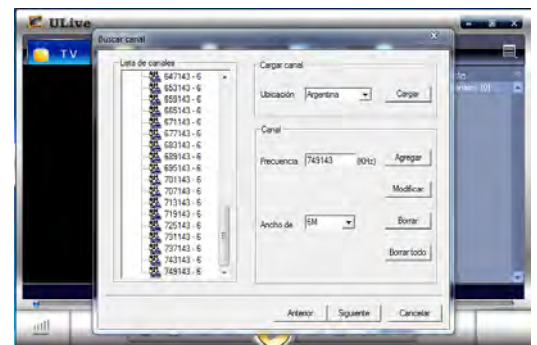 ULive
Buscar canal
TV
Lista de canales
647143 - 6
653143 - 6
659143 - 6
665143 - 6
671143 - 6
677143 - 6
683143 - 6
689143 - 6
695143 - 6
701143 - 6
707143 - 6
713143 - 6
719143 - 6
725143 - 6
731143 - 6
737143 - 6
743143 - 6
749143 - 6
Cargar canal
Ubicación Argentina Cargar
Canal
Frecuencia 749143 (KHz) Agregar
Modificar
Ancho de 6M Borrar
Borrar todo
Anterior Siguiente Cancelar